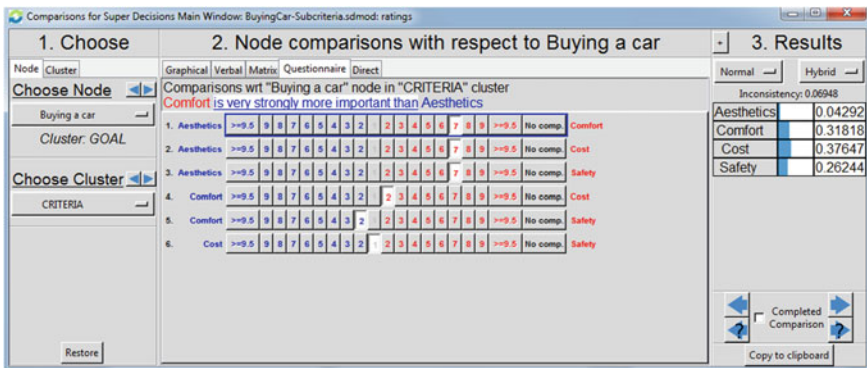 Comparisons for Super Decisions Main Window: BuyingCar-Subcriteria.sdmod: ratings
1. Choose
2. Node comparisons with respect to Buying a car
+ 3. Results
Node Cluster
Graphical Verbal Matrix Questionnaire Direct
Normal Hybrid
Choose Node
Comparisons wrt "Buying a car" node in "CRITERIA" cluster
Comfort is very strongly more important than Aesthetics
Inconsistency: 0.06948
Buying a car
Cluster: GOAL
Choose Cluster
CRITERIA
1. Aesthetics >=9.5 9 8 7 6 5 4 3 2 1 2 3 4 5 6 7 8 9 >=9.5 No comp. Comfort
2. Aesthetics >=9.5 9 8 7 6 5 4 3 2 1 2 3 4 5 6 7 8 9 >=9.5 No comp. Cost
3. Aesthetics >=9.5 9 8 7 6 5 4 3 2 1 2 3 4 5 6 7 8 9 >=9.5 No comp. Safety
4. Comfort >=9.5 9 8 7 6 5 4 3 2 1 2 3 4 5 6 7 8 9 >=9.5 No comp. Cost
5. Comfort >=9.5 9 8 7 6 5 4 3 2 1 2 3 4 5 6 7 8 9 >=9.5 No comp. Safety
6. Cost >=9.5 9 8 7 6 5 4 3 2 1 2 3 4 5 6 7 8 9 >=9.5 No comp. Safety
Aesthetics 0.04292
Comfort 0.31818
Cost 0.37647
Safety 0.26244
Restore
Completed
Comparison
? ?
Copy to clipboard